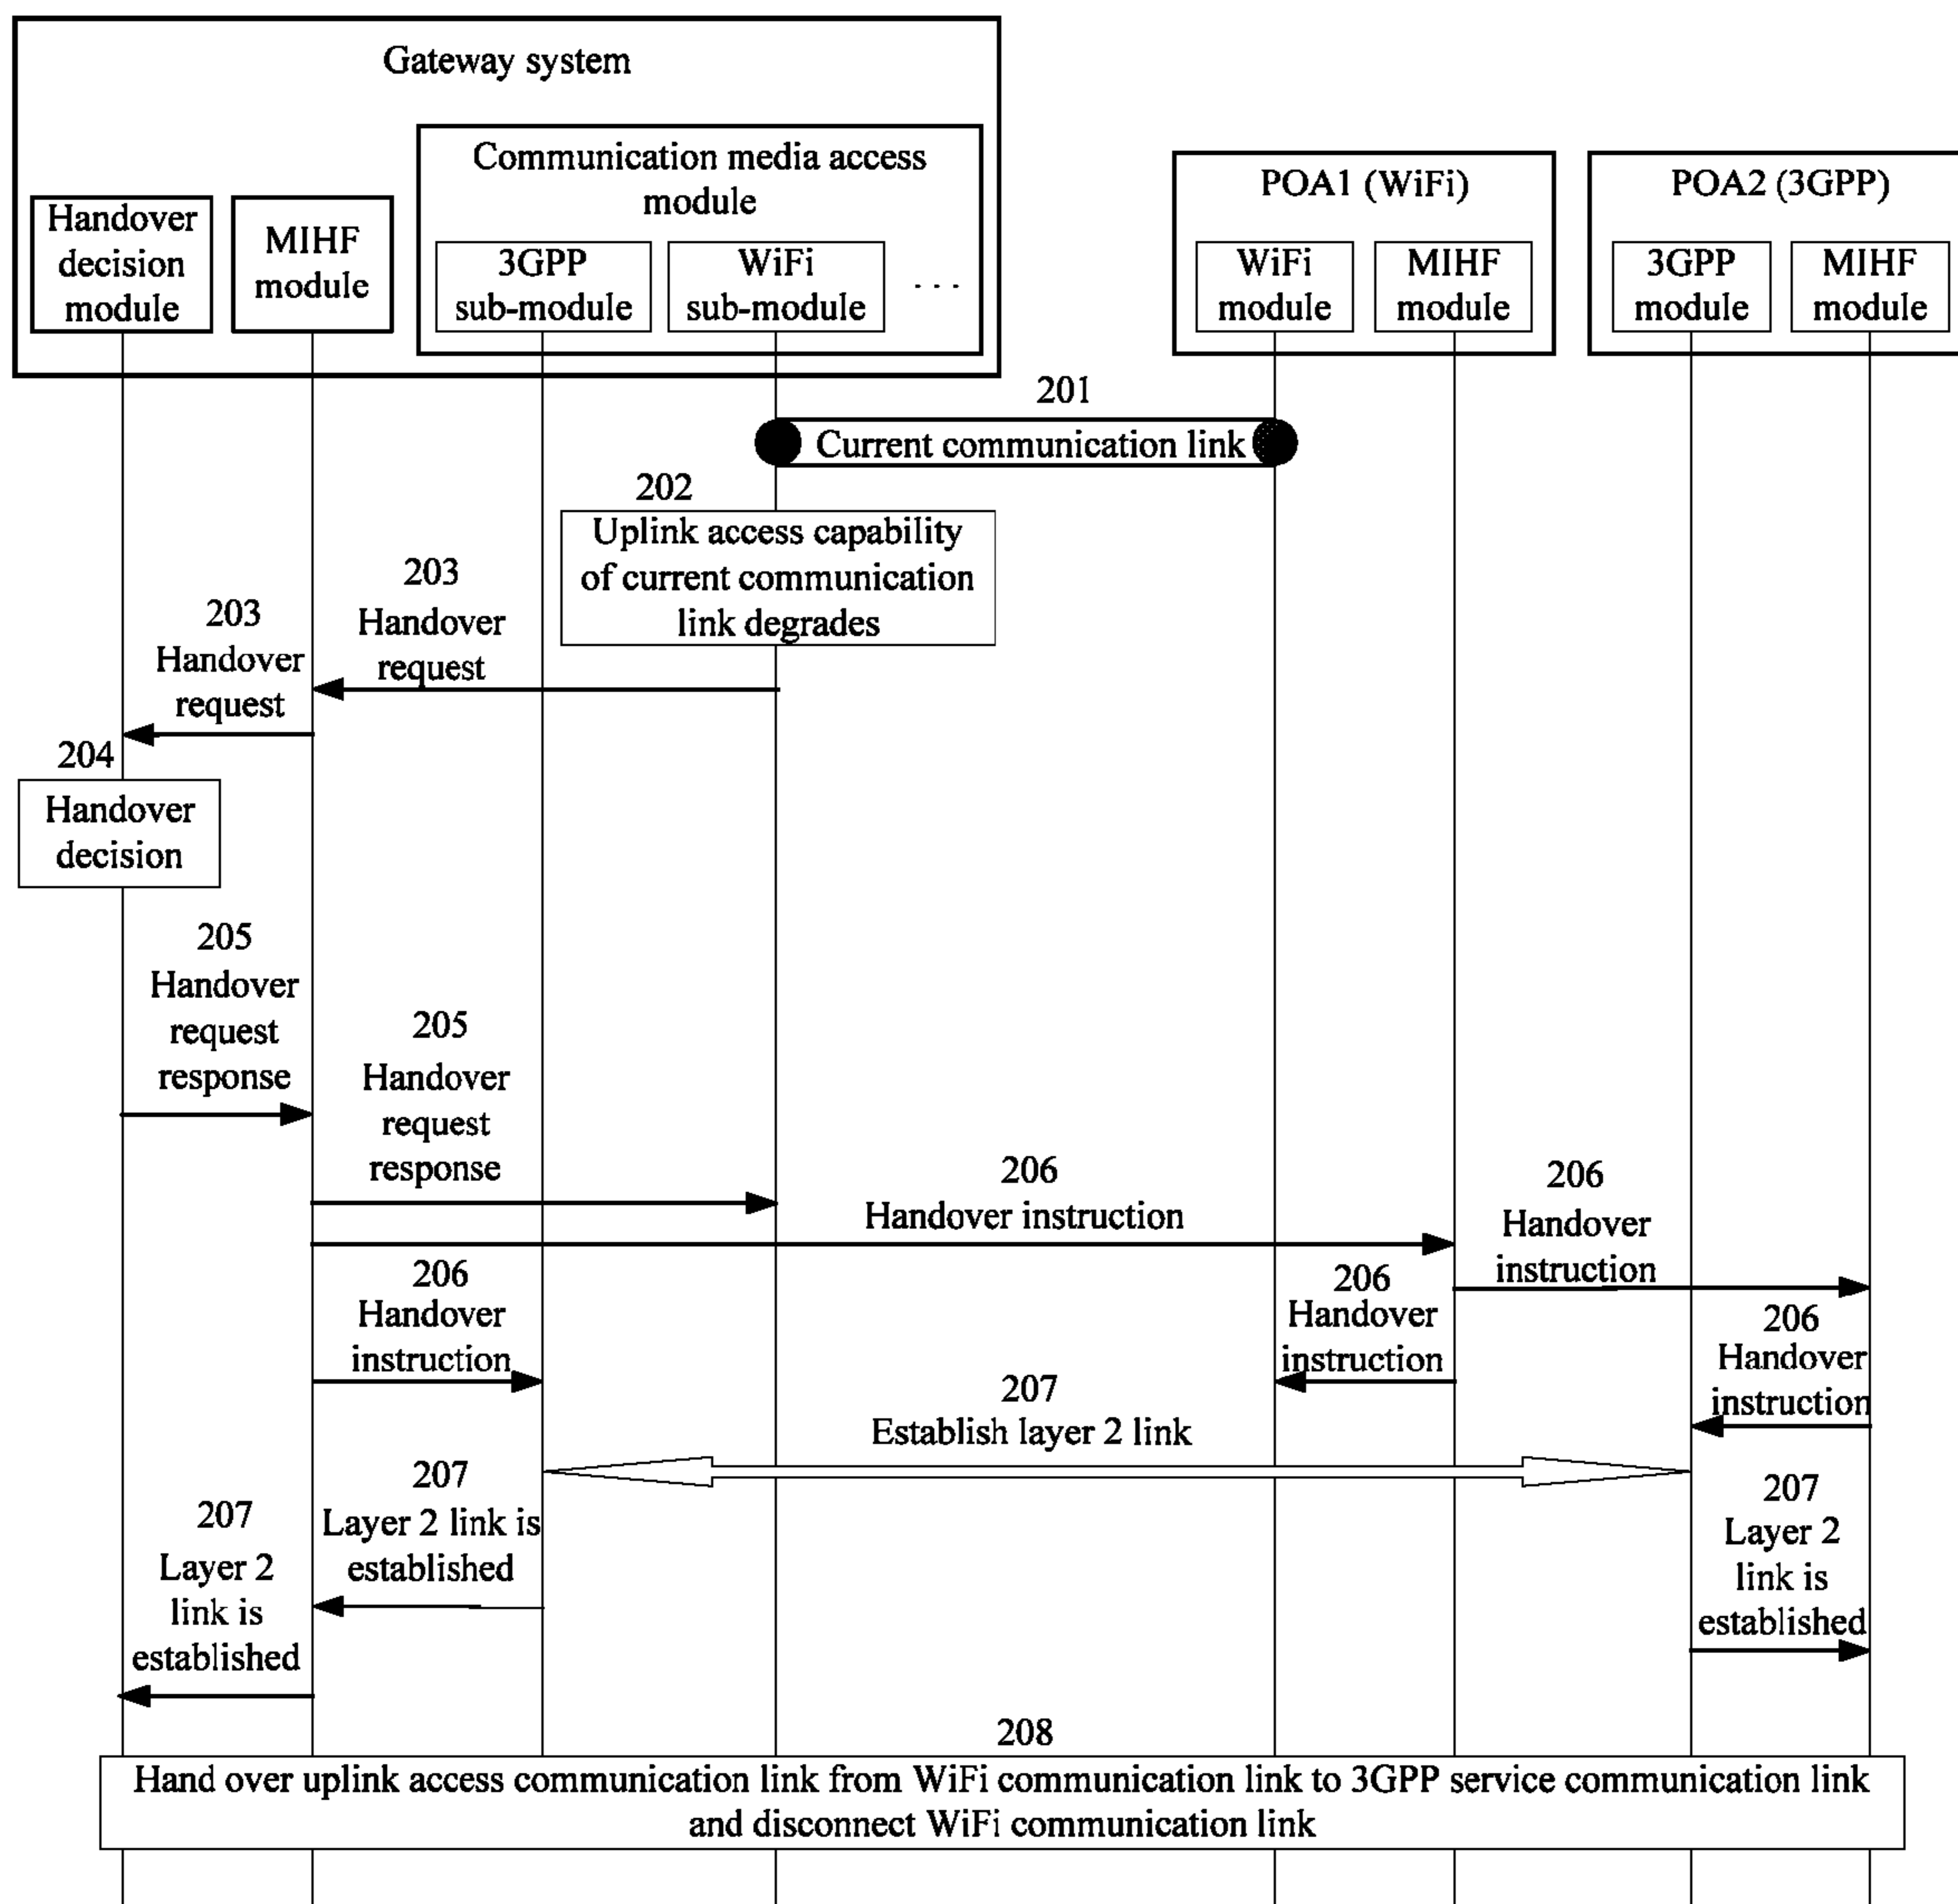 Gateway system
Communication media access
module
POA1 (WiFi)
POA2 (3GPP)
Handover
decision
module
MIHF
module
3GPP
sub-module
WiFi
sub-module
...
WiFi
module
MIHF
module
3GPP
module
MIHF
module
201
Current communication link
202
Uplink access capability
of current communication
link degrades
203
Handover
request
203
Handover
request
204
Handover
decision
205
Handover
request
response
205
Handover
request
response
206
Handover instruction
206
Handover
instruction
206
Handover
instruction
206
Handover
instruction
206
Handover
instruction
207
Establish layer 2 link
207
Layer 2 link is
established
207
Layer 2
link is
established
207
Layer 2
link is
established
208
Hand over uplink access communication link from WiFi communication link to 3GPP service communication link
and disconnect WiFi communication link